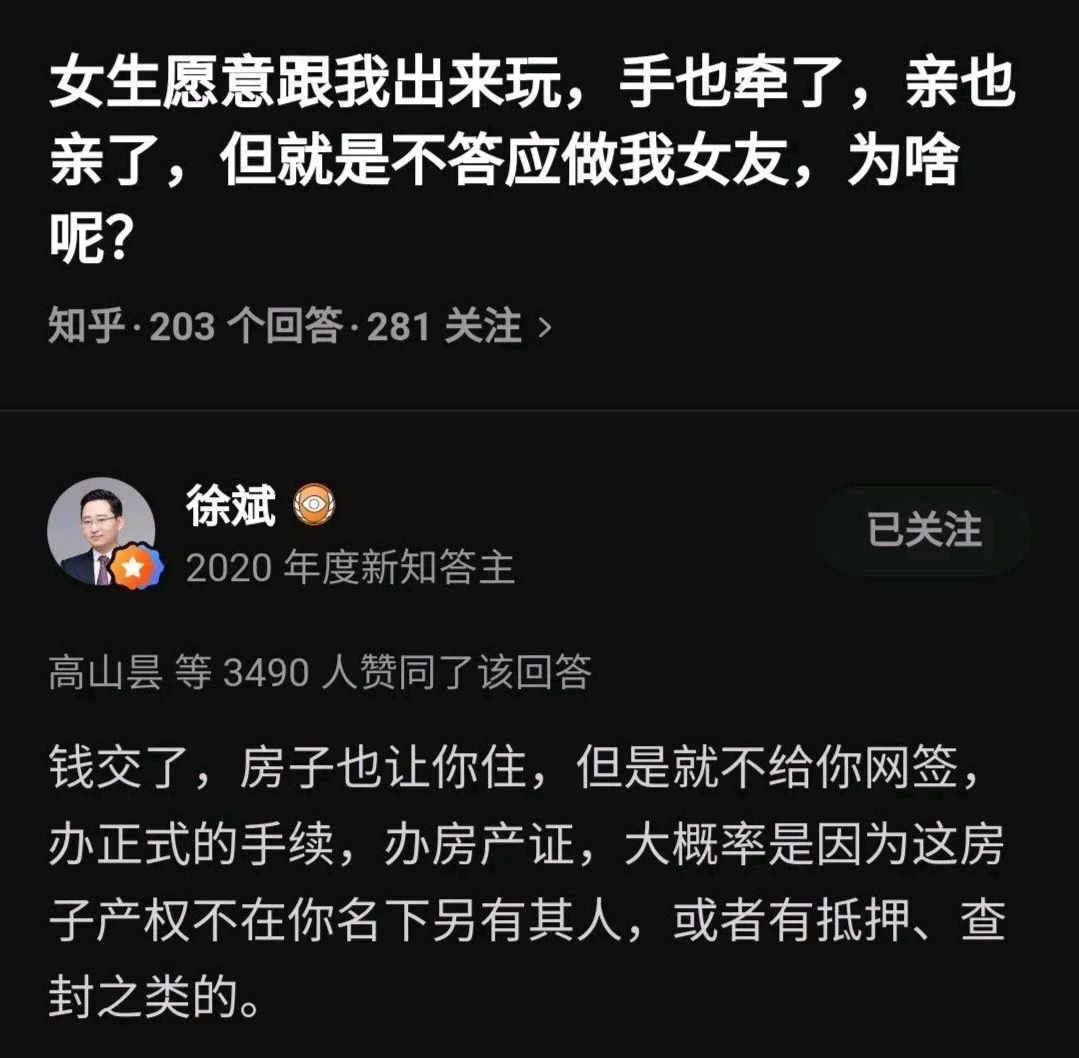 女生愿意跟我出来玩，手也牵了，亲也
亲了，但就是不答应做我女友，为啥
呢？
知乎·203 个回答·281 关注 >
徐斌
2020 年度新知答主
已关注
高山昙 等 3490 人赞同了该回答
钱交了，房子也让你住，但是就不给你网签，
办正式的手续，办房产证，大概率是因为这房
子产权不在你名下另有其人，或者有抵押、查
封之类的。